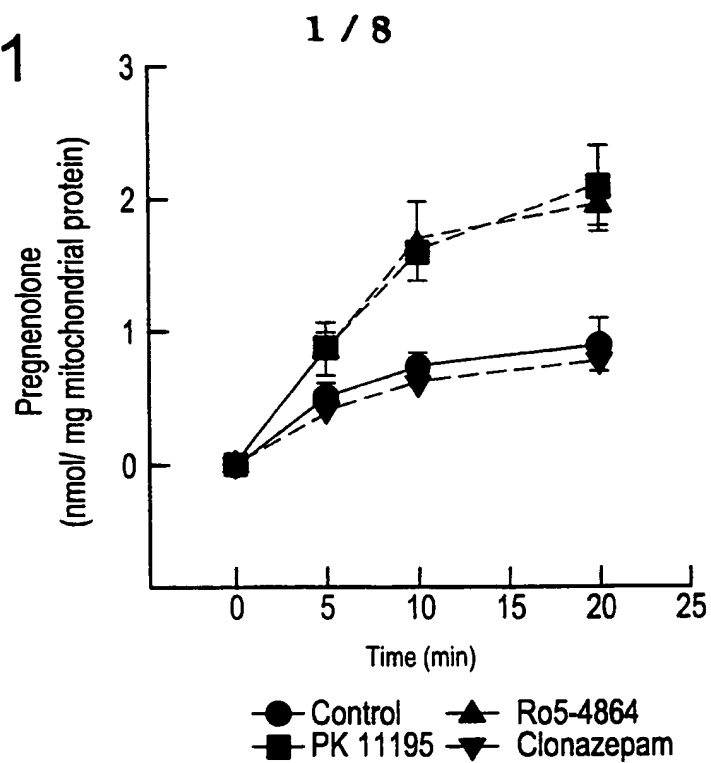 1 / 8
1
3
2
1
0
Pregnenolone
(nmol/ mg mitochondrial protein)
0 5 10 15 20 25
Time (min)
Control Ro5-4864
PK 11195 Clonazepam